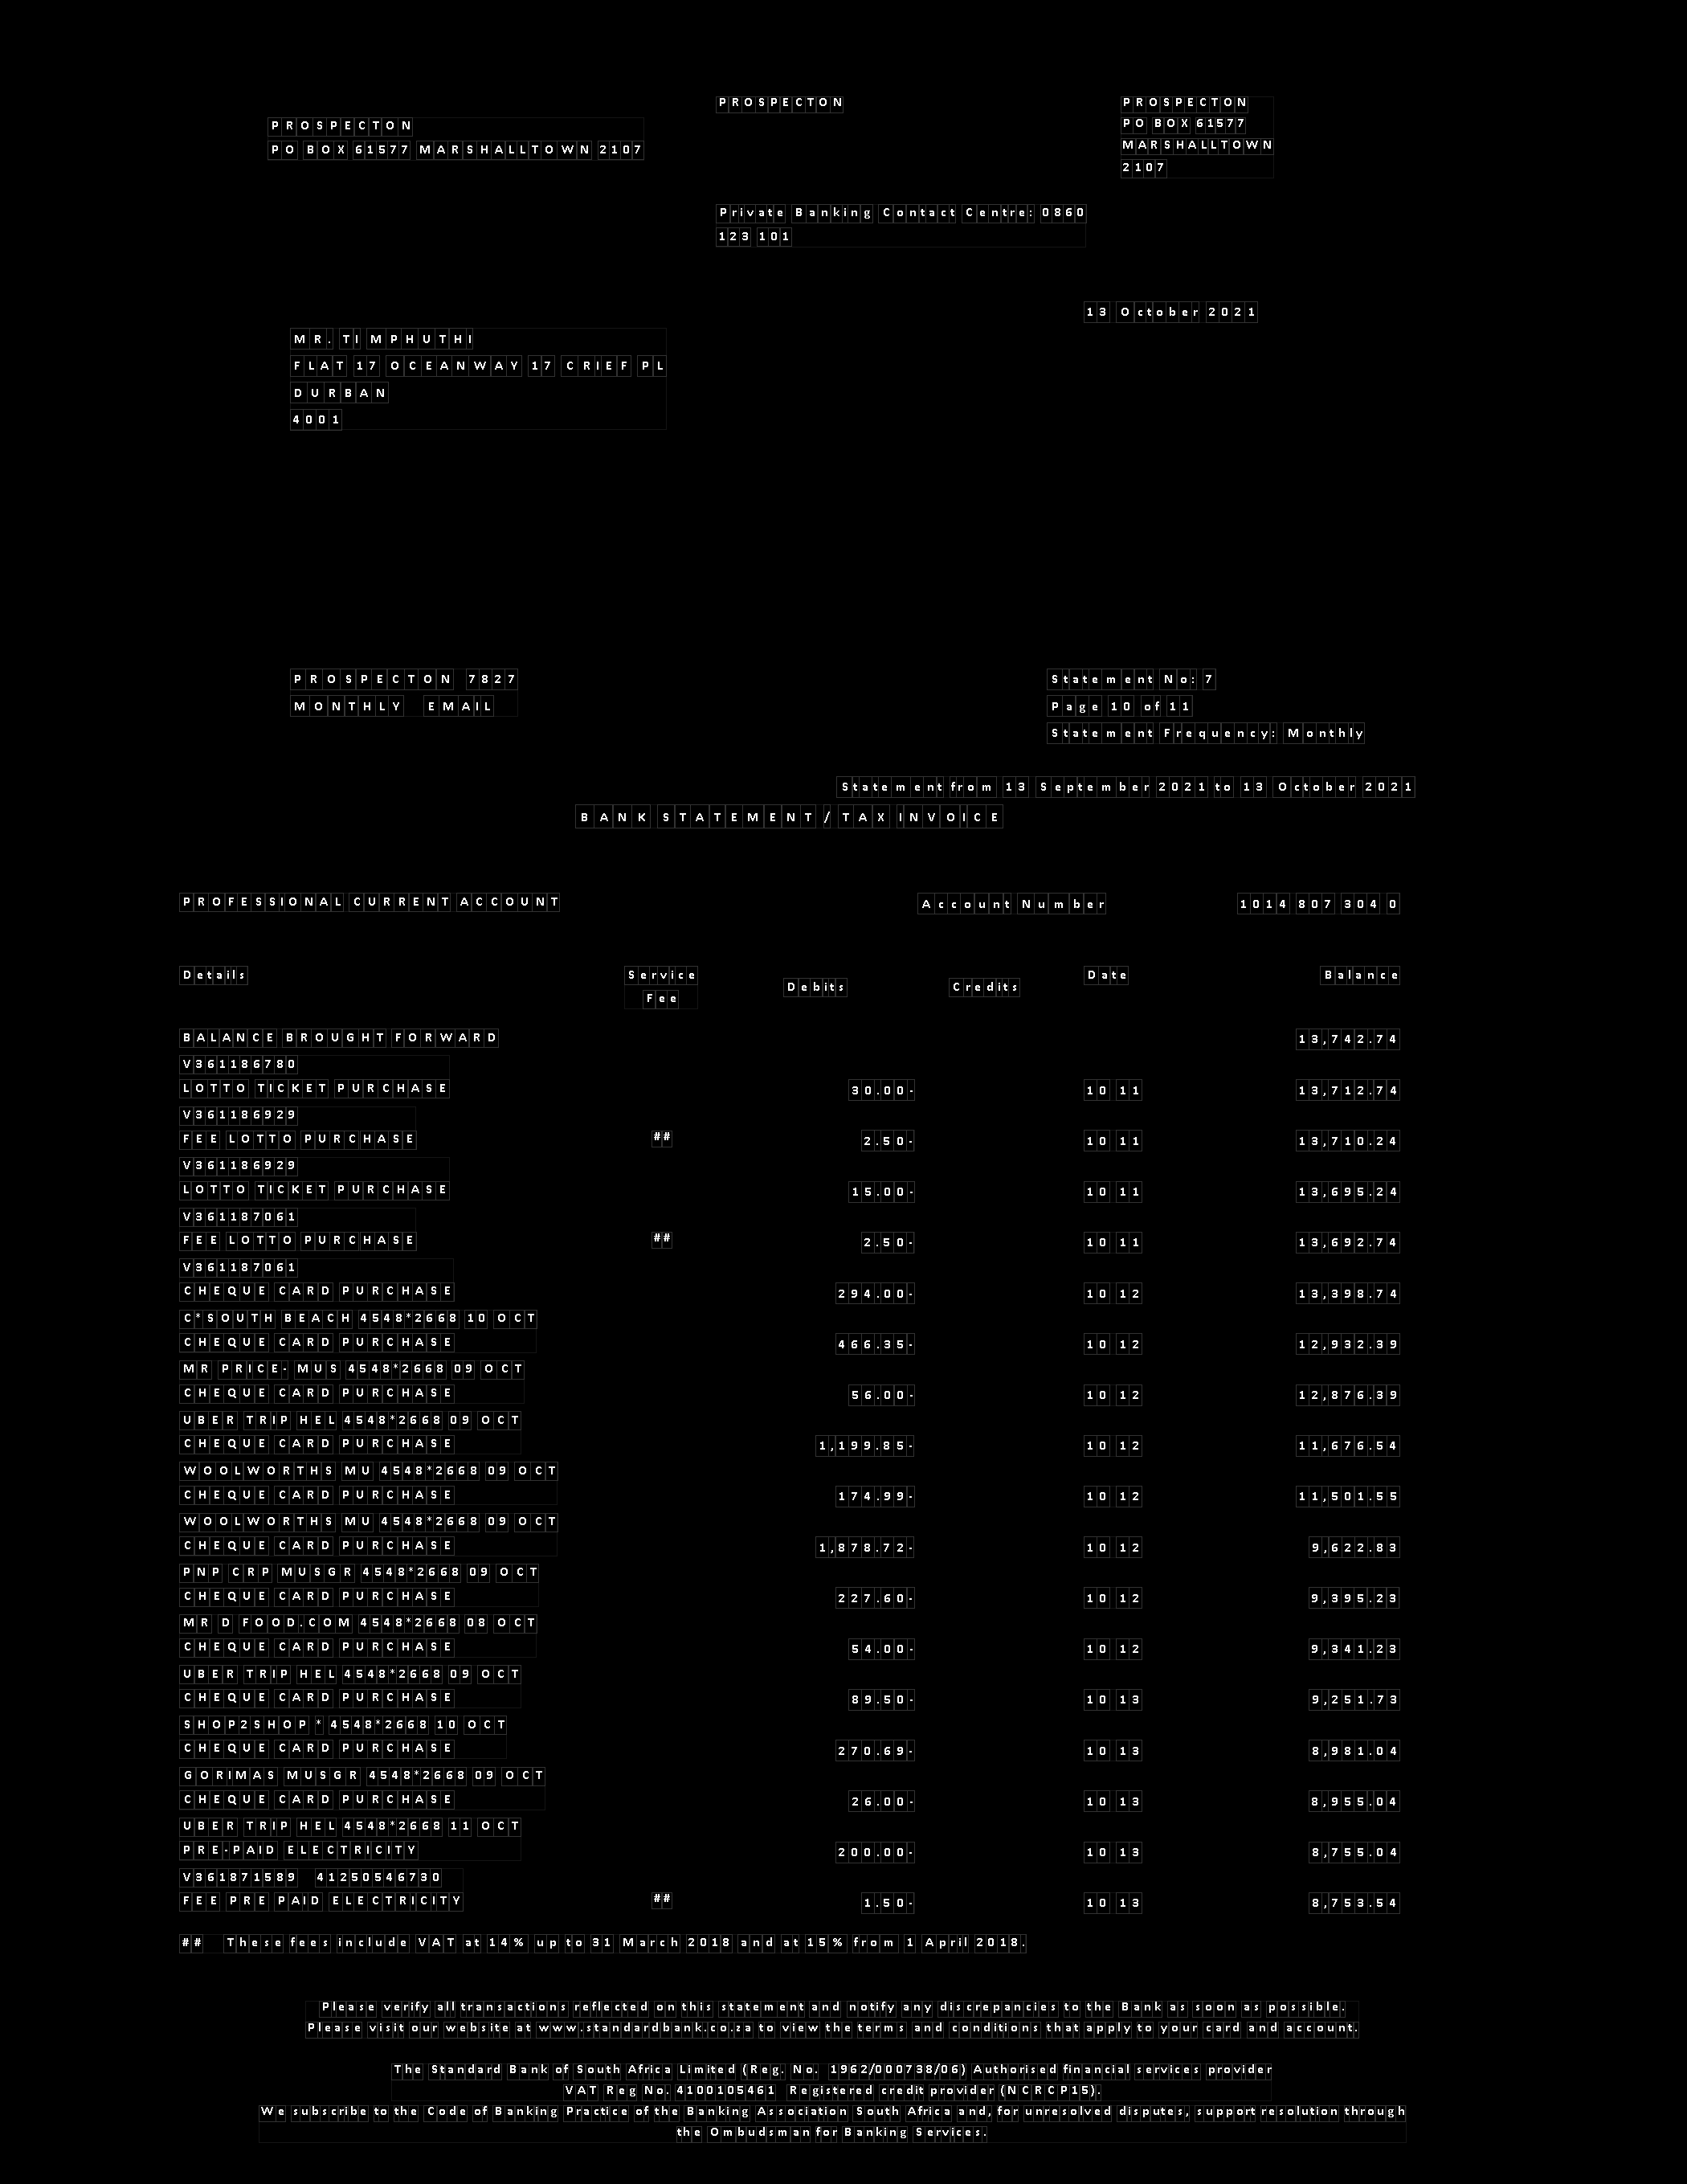 PROSPECTON
PROSPECTON
PO BOX 61577
MARSHALLTOWN
2107
PROSPECTON
PO BOX 61577 MARSHALLTOWN 2107
Private Banking Contact Centre: 0860
123 101
13 October 2021
MR. TI MPHUTHI
FLAT 17 OCEANWAY 17 CRIEF PL
DURBAN
4001
PROSPECTON 7827
MONTHLY EMAIL
Statement No: 7
Page 10 of 11
Statement Frequency: Monthly
Statement from 13 September 2021 to 13 October 2021
BANK STATEMENT / TAX INVOICE
PROFESSIONAL CURRENT ACCOUNT Account Number 1014 807 304 0
Details Service Fee Debits Credits Date Balance
BALANCE BROUGHT FORWARD 13,742.74
V361186780
LOTTO TICKET PURCHASE 30.00- 10 11 13,712.74
V361186929
FEE LOTTO PURCHASE ## 2.50- 10 11 13,710.24
V361186929
LOTTO TICKET PURCHASE 15.00- 10 11 13,695.24
V361187061
FEE LOTTO PURCHASE ## 2.50- 10 11 13,692.74
V361187061
CHEQUE CARD PURCHASE 294.00- 10 12 13,398.74
C*SOUTH BEACH 4548*2668 10 OCT
CHEQUE CARD PURCHASE 466.35- 10 12 12,932.39
MR PRICE- MUS 4548*2668 09 OCT
CHEQUE CARD PURCHASE 56.00- 10 12 12,876.39
UBER TRIP HEL 4548*2668 09 OCT
CHEQUE CARD PURCHASE 1,199.85- 10 12 11,676.54
WOOLWORTHS MU 4548*2668 09 OCT
CHEQUE CARD PURCHASE 174.99- 10 12 11,501.55
WOOLWORTHS MU 4548*2668 09 OCT
CHEQUE CARD PURCHASE 1,878.72- 10 12 9,622.83
PNP CRP MUSGR 4548*2668 09 OCT
CHEQUE CARD PURCHASE 227.60- 10 12 9,395.23
MR D FOOD.COM 4548*2668 08 OCT
CHEQUE CARD PURCHASE 54.00- 10 12 9,341.23
UBER TRIP HEL 4548*2668 09 OCT
CHEQUE CARD PURCHASE 89.50- 10 13 9,251.73
SHOP2SHOP * 4548*2668 10 OCT
CHEQUE CARD PURCHASE 270.69- 10 13 8,981.04
GORIMAS MUSGR 4548*2668 09 OCT
CHEQUE CARD PURCHASE 26.00- 10 13 8,955.04
UBER TRIP HEL 4548*2668 11 OCT
PRE-PAID ELECTRICITY 200.00- 10 13 8,755.04
V361871589 41250546730
FEE PRE PAID ELECTRICITY ## 1.50- 10 13 8,753.54
## These fees include VAT at 14% up to 31 March 2018 and at 15% from 1 April 2018.
Please verify all transactions reflected on this statement and notify any discrepancies to the Bank as soon as possible.
Please visit our website at www.standardbank.co.za to view the terms and conditions that apply to your card and account.
The Standard Bank of South Africa Limited (Reg. No. 1962/000738/06) Authorised financial services provider
VAT Reg No. 4100105461 Registered credit provider (NCRCP15).
We subscribe to the Code of Banking Practice of the Banking Association South Africa and, for unresolved disputes, support resolution through
the Ombudsman for Banking Services.